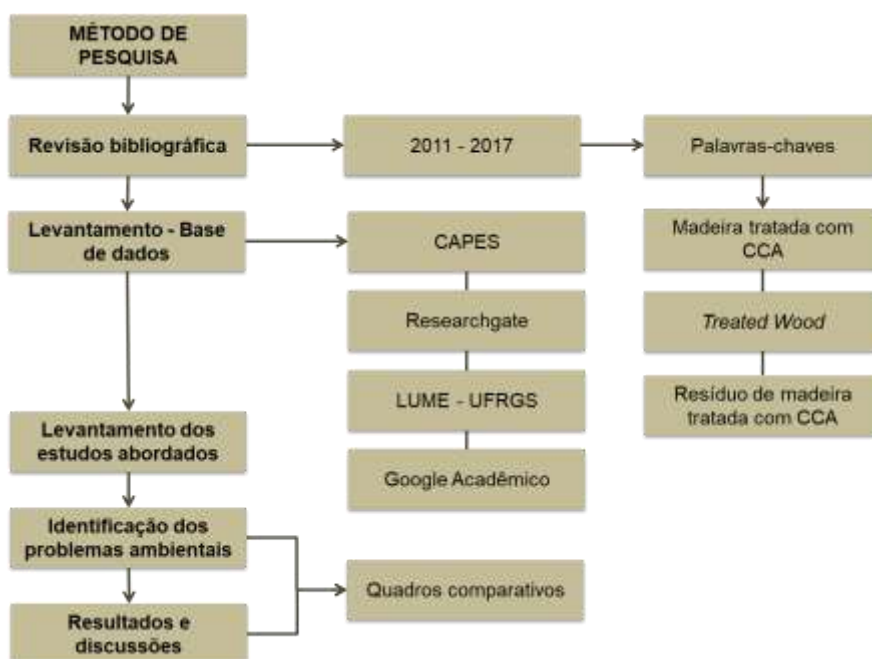 MÉTODO DE
PESQUISA
Revisão bibliográfica
2011 - 2017
Palavras-chaves
Levantamento - Base
de dados
CAPES
Madeira tratada com
CCA
Researchgate
Treated Wood
LUME - UFRGS
Resíduo de madeira
tratada com CCA
Levantamento dos
estudos abordados
Google Acadêmico
Identificação dos
problemas ambientais
Quadros comparativos
Resultados e
discussões